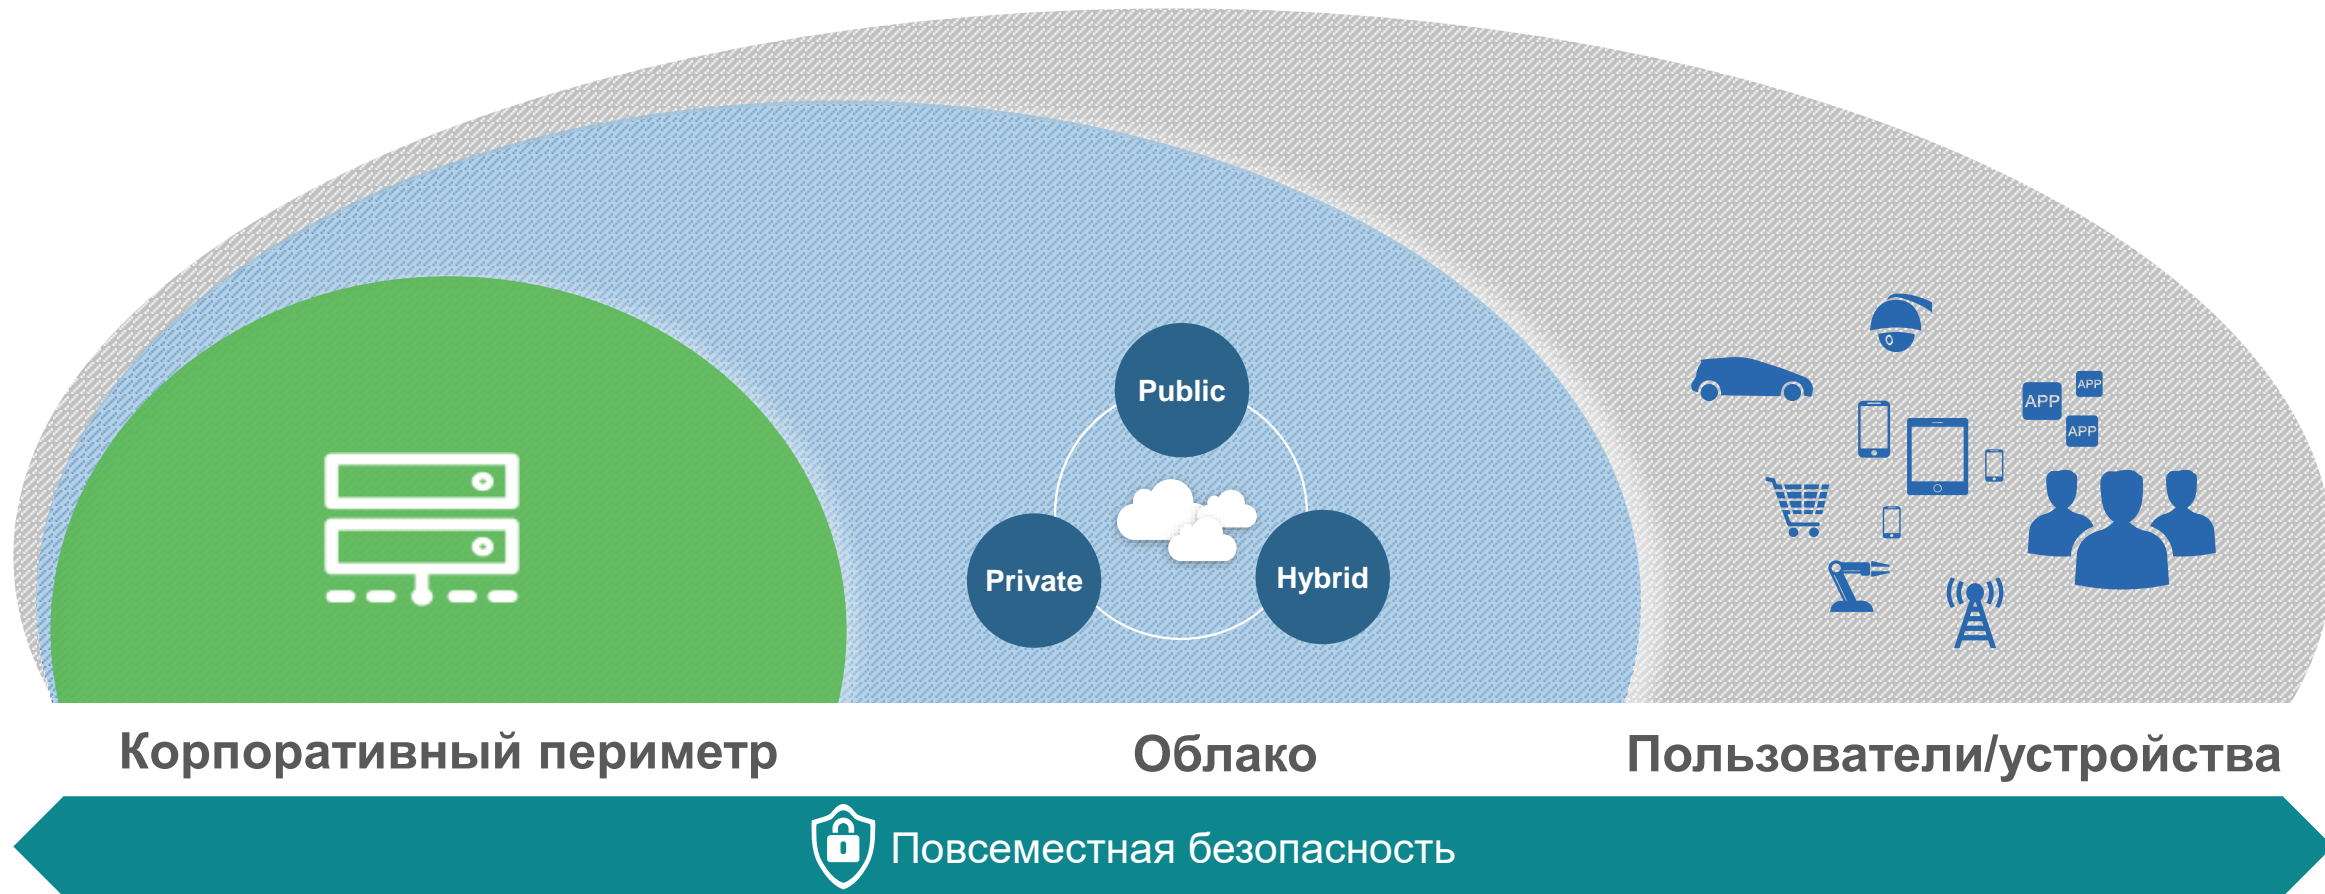 Public
Private
Hybrid
APP
APP
APP
Корпоративный периметр
Облако
Пользователи/устройства
Повсеместная безопасность